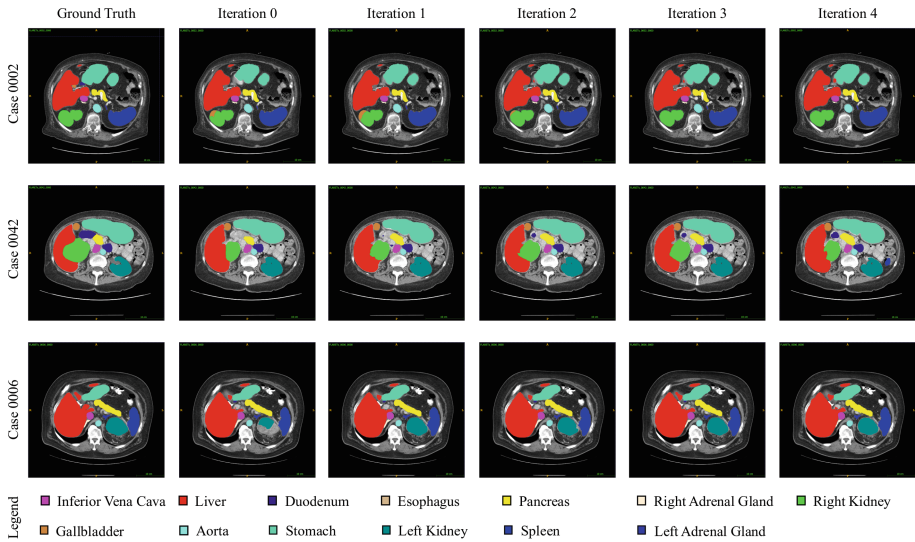 Ground Truth Iteration 0 Iteration 1 Iteration 2 Iteration 3 Iteration 4
Case 0002
Case 0042
Case 0006
Legend
Inferior Vena Cava Liver Duodenum Esophagus Pancreas Right Adrenal Gland Right Kidney
Gallbladder Aorta Stomach Left Kidney Spleen Left Adrenal Gland